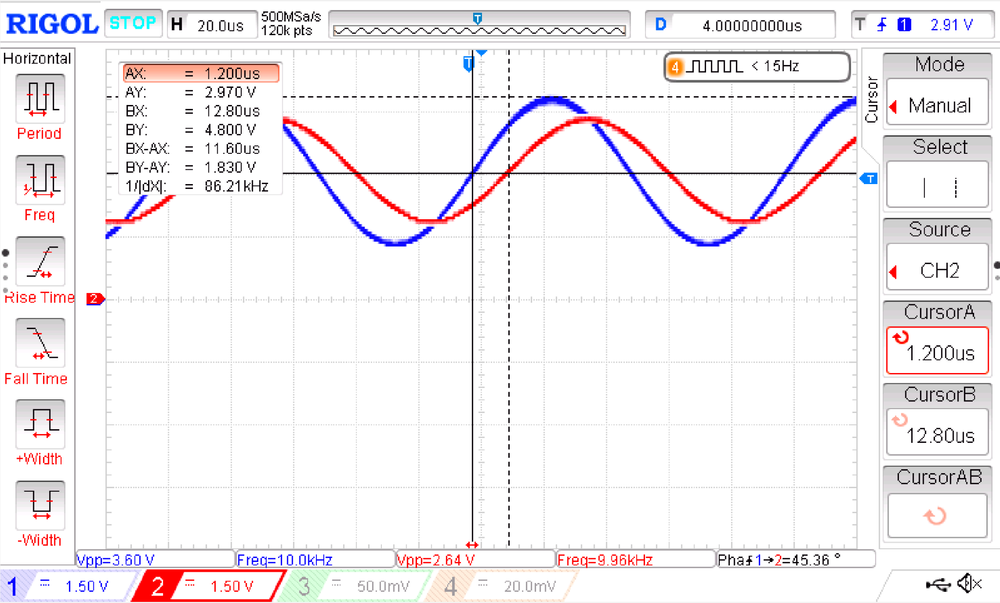 RIGOL STOP H 20.0us 500MSa/s 120k pts T D 4.00000000us T 1 2.91 V
Horizontal
Period
Freq
Rise Time
Fall Time
+Width
-Width
T
AX: = 1.200us
AY: = 2.970 V
BX: = 12.80us
BY: = 4.800 V
BX-AX: = 11.60us
BY-AY: = 1.830 V
1/|dX|: = 86.21kHz
4 < 15Hz
T
2
Cursor
Mode
Manual
Select
Source
CH2
CursorA
1.200us
CursorB
12.80us
CursorAB
Vpp=3.60 V Freq=10.0kHz Vpp=2.64 V Freq=9.96kHz Pha 1→2=45.36 °
1 1.50 V 2 1.50 V 3 50.0mV 4 20.0mV